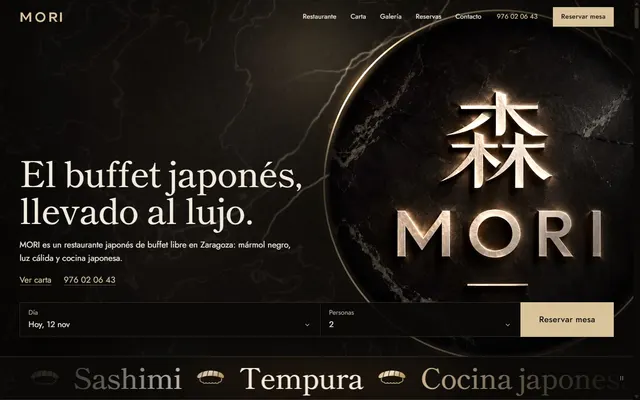 MORI
Restaurante Carta Galería Reservas Contacto 976 02 06 43 Reservar mesa
森
MORI
El buffet japonés,
llevado al lujo.
MORI es un restaurante japonés de buffet libre en Zaragoza: mármol negro,
luz cálida y cocina japonesa.
Ver carta 976 02 06 43
Día
Hoy, 12 nov
Personas
2
Reservar mesa
Sashimi Tempura Cocina japones